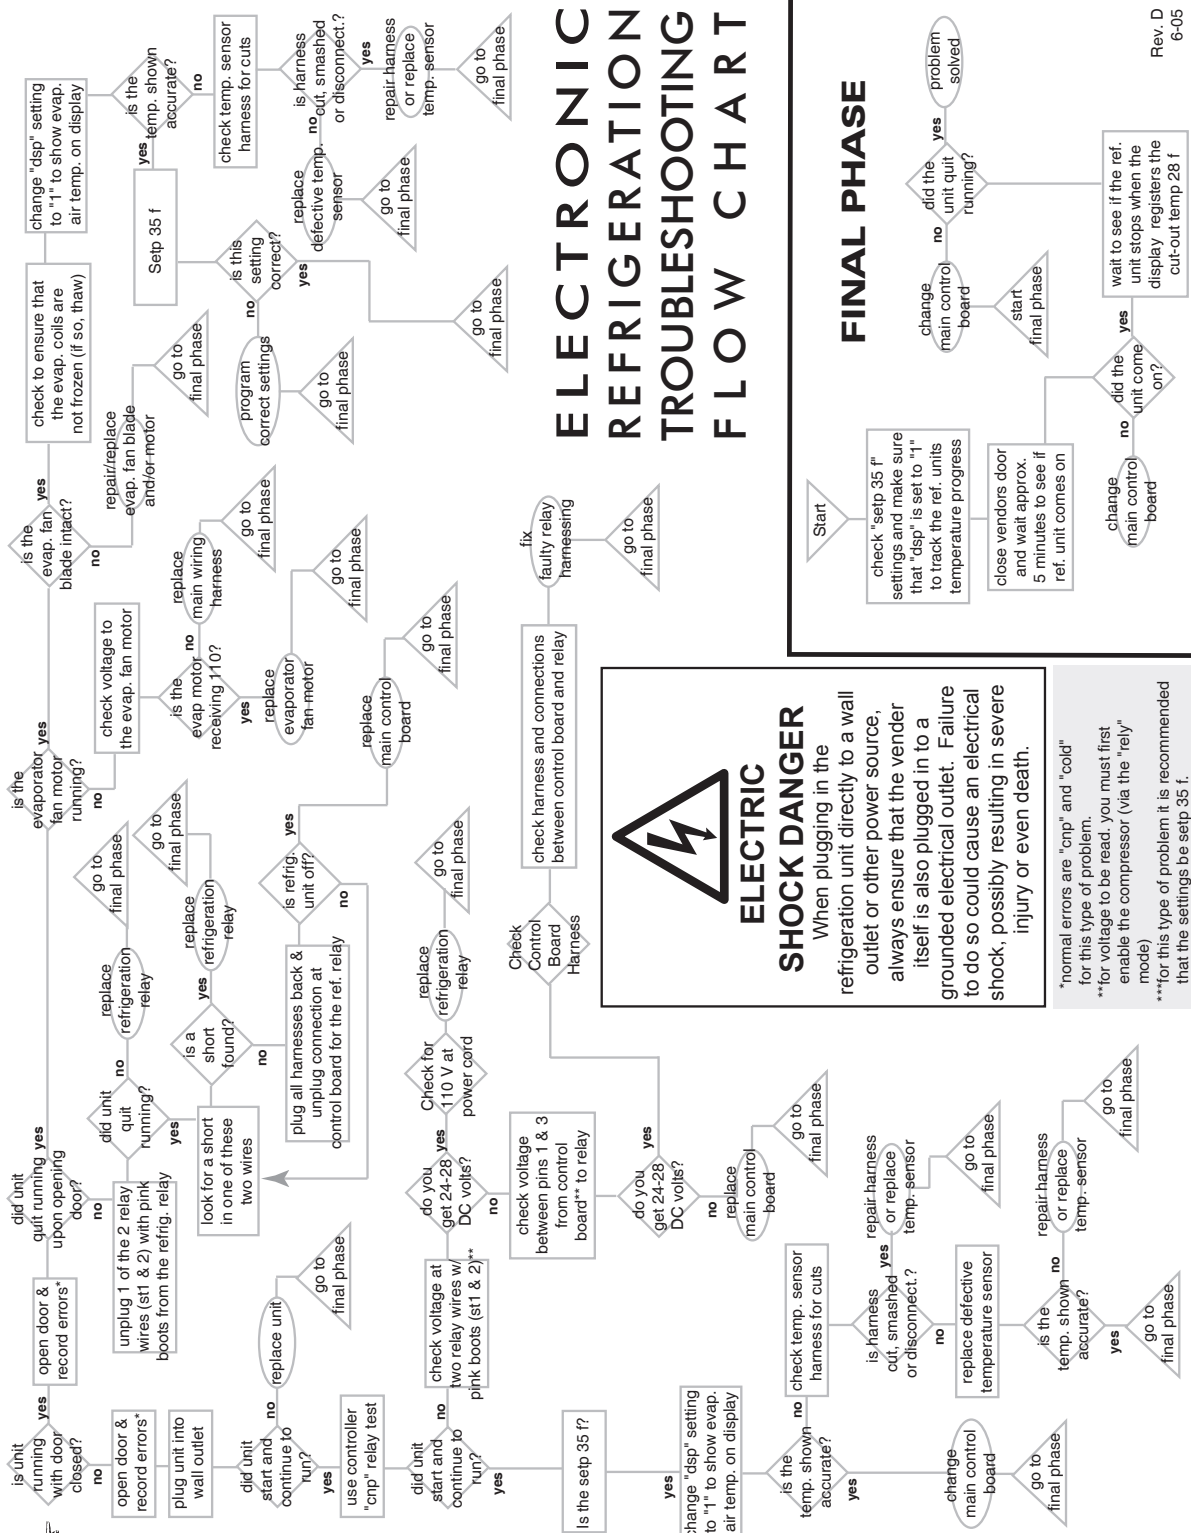 ELECTRONIC
REFRIGERATION
TROUBLESHOOTING
FLOW CHART
is unit
running
with door
closed?
yes
no
open door &
record errors*
did unit
quit running
upon opening
door?
yes
no
is the
evaporator
fan motor
running?
yes
no
is the
evap. fan
blade intact?
yes
no
check to ensure that
the evap. coils are
not frozen (if so, thaw)
change "dsp" setting
to "1" to show evap.
air temp. on display
is the
temp. shown
accurate?
yes
no
open door &
record errors*
plug unit into
wall outlet
unplug 1 of the 2 relay
wires (st1 & 2) with pink
boots from the refrig. relay
did unit
quit
running?
no
yes
replace
refrigeration
relay
go to
final phase
check voltage to
the evap. fan motor
is the
evap motor
receiving 110?
no
yes
replace
main wiring
harness
go to
final phase
replace
evaporator
fan motor
go to
final phase
repair/replace
evap. fan blade
and/or motor
go to
final phase
Setp 35 f
is this
setting
correct?
no
yes
program
correct settings
go to
final phase
go to
final phase
check temp. sensor
harness for cuts
is harness
cut, smashed
or disconnect.?
no
yes
replace
defective temp.
sensor
go to
final phase
repair harness
or replace
temp. sensor
go to
final phase
look for a short
in one of these
two wires
is a
short
found?
yes
no
replace
refrigeration
relay
go to
final phase
plug all harnesses back &
unplug connection at
control board for the ref. relay
is refrig.
unit off?
yes
no
replace
main control
board
go to
final phase
did unit
start and
continue to
run?
no
yes
replace unit
go to
final phase
use controller
"cnp" relay test
did unit
start and
continue to
run?
no
yes
check voltage at
two relay wires w/
pink boots (st1 & 2)**
do you
get 24-28
DC volts?
yes
no
Check for
110 V at
power cord
replace
refrigeration
relay
go to
final phase
check voltage
between pins 1 & 3
from control
board** to relay
do you
get 24-28
DC volts?
yes
no
replace
main control
board
go to
final phase
Check
Control
Board
Harness
check harness and connections
between control board and relay
fix
faulty relay
harnessing
go to
final phase
Is the setp 35 f?
yes
change "dsp" setting
to "1" to show evap.
air temp. on display
is the
temp. shown
accurate?
no
yes
check temp. sensor
harness for cuts
is harness
cut, smashed
or disconnect.?
yes
no
repair harness
or replace
temp. sensor
go to
final phase
replace defective
temperature sensor
is the
temp. shown
accurate?
no
yes
repair harness
or replace
temp. sensor
go to
final phase
go to
final phase
change
main control
board
go to
final phase
ELECTRIC
SHOCK DANGER
When plugging in the
refrigeration unit directly to a wall
outlet or other power source,
always ensure that the vender
itself is also plugged in to a
grounded electrical outlet. Failure
to do so could cause an electrical
shock, possibly resulting in severe
injury or even death.
*normal errors are "cnp" and "cold"
for this type of problem.
**for voltage to be read. you must first
enable the compressor (via the "rely"
mode)
***for this type of problem it is recommended
that the settings be setp 35 f.
FINAL PHASE
Start
check "setp 35 f"
settings and make sure
that "dsp" is set to "1"
to track the ref. units
temperature progress
close vendors door
and wait approx.
5 minutes to see if
ref. unit comes on
did the
unit come
on?
no
yes
change
main control
board
wait to see if the ref.
unit stops when the
display registers the
cut-out temp 28 f
did the
unit quit
running?
no
yes
change
main control
board
start
final phase
problem
solved
Rev. D
6-05